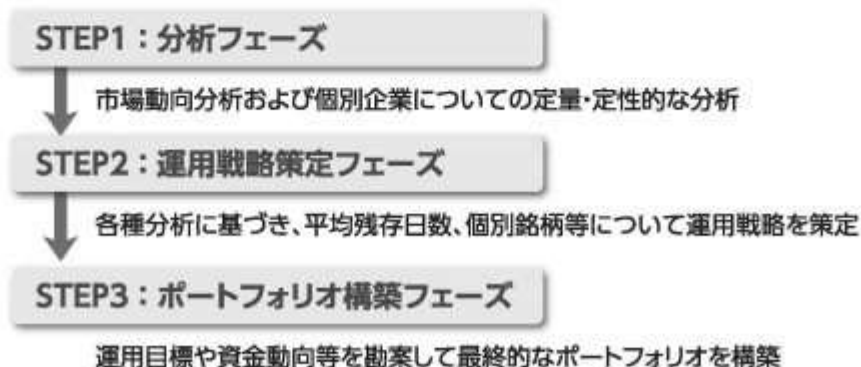 STEP1：分析フェーズ
市場動向分析および個別企業についての定量・定性的な分析
STEP2：運用戦略策定フェーズ
各種分析に基づき、平均残存日数、個別銘柄等について運用戦略を策定
STEP3：ポートフォリオ構築フェーズ
運用目標や資金動向等を勘案して最終的なポートフォリオを構築